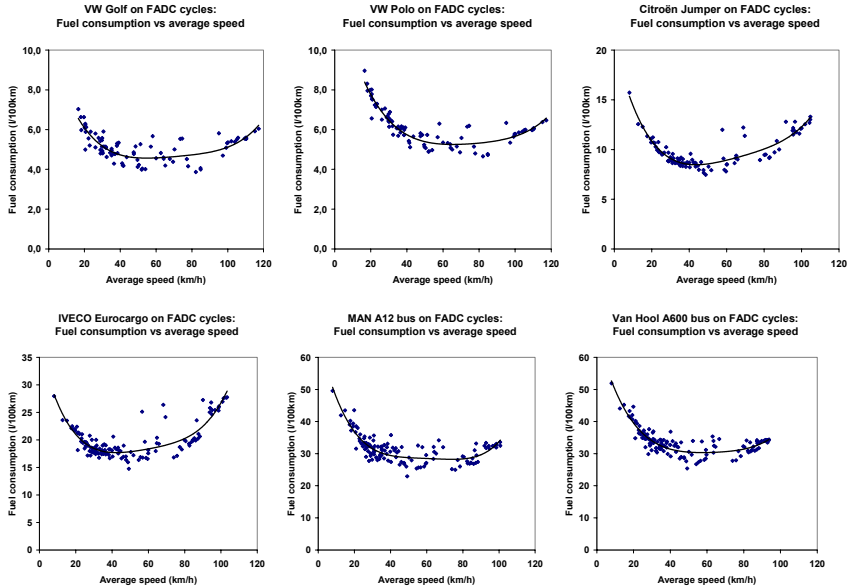 VW Golf on FADC cycles:
Fuel consumption vs average speed
Fuel consumption (l/100km)
10,0
8,0
6,0
4,0
2,0
0,0
0 20 40 60 80 100 120
Average speed (km/h)
VW Polo on FADC cycles:
Fuel consumption vs average speed
Fuel consumption (l/100km)
10,0
8,0
6,0
4,0
2,0
0,0
0 20 40 60 80 100 120
Average speed (km/h)
Citroën Jumper on FADC cycles:
Fuel consumption vs average speed
Fuel consumption (l/100km)
20
15
10
5
0
0 20 40 60 80 100 120
Average speed (km/h)
IVECO Eurocargo on FADC cycles:
Fuel consumption vs average speed
Fuel consumption (l/100km)
35
30
25
20
15
10
5
0
0 20 40 60 80 100 120
Average speed (km/h)
MAN A12 bus on FADC cycles:
Fuel consumption vs average speed
Fuel consumption (l/100km)
60
50
40
30
20
10
0
0 20 40 60 80 100 120
Average speed (km/h)
Van Hool A600 bus on FADC cycles:
Fuel consumption vs average speed
Fuel consumption (l/100km)
60
50
40
30
20
10
0
0 20 40 60 80 100 120
Average speed (km/h)